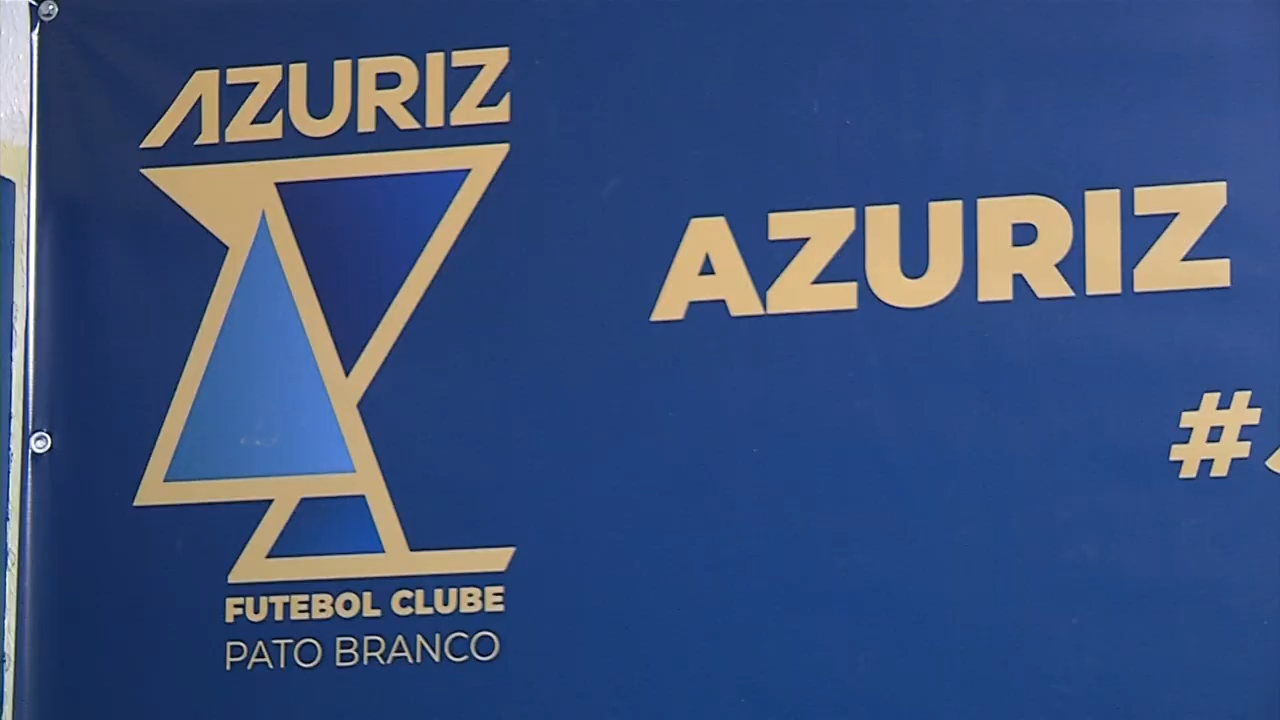 AZURIZ
FUTEBOL CLUBE
PATO BRANCO
AZURIZ
#